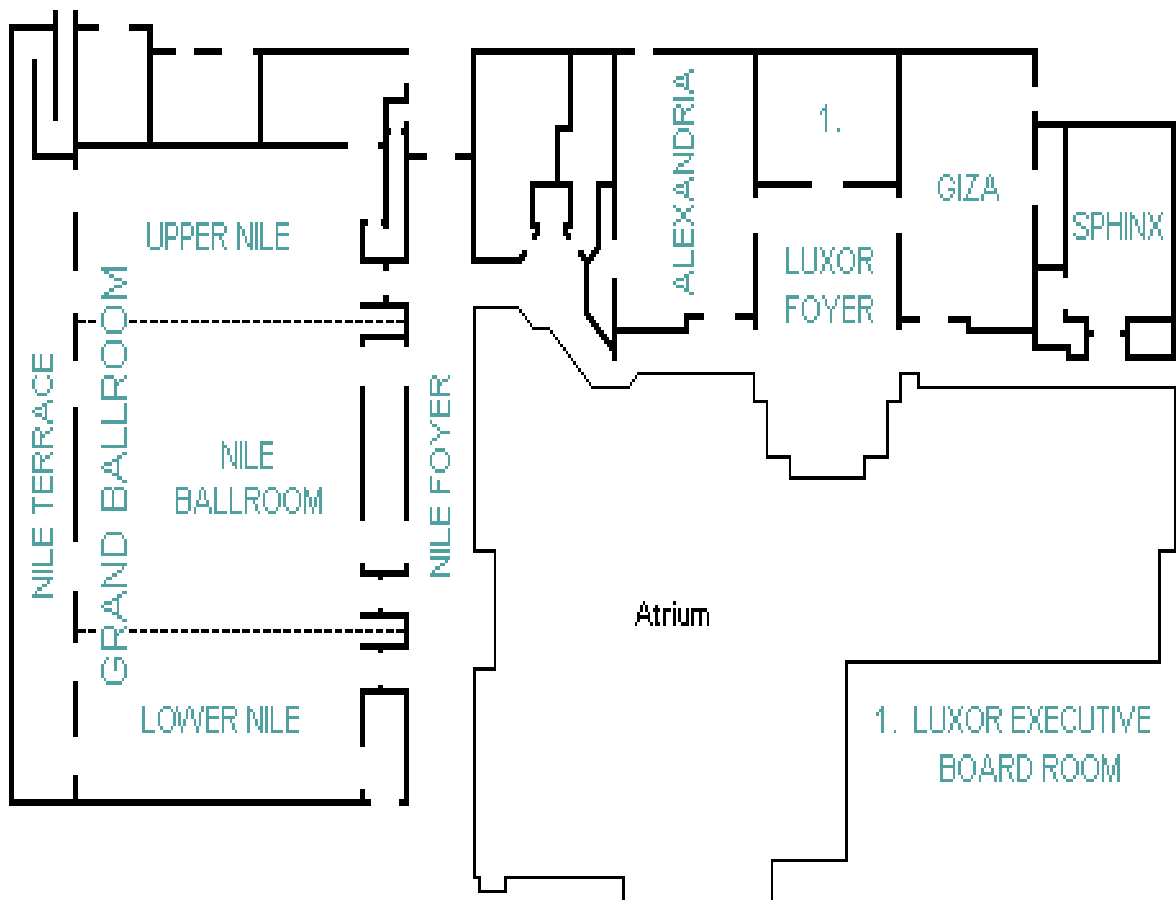 ALEXANDRIA
1.
GIZA
SPHINX
UPPER NILE
LUXOR
FOYER
NILE TERRACE
GRAND BALLROOM
NILE
BALLROOM
NILE FOYER
Atrium
LOWER NILE
1. LUXOR EXECUTIVE
BOARD ROOM